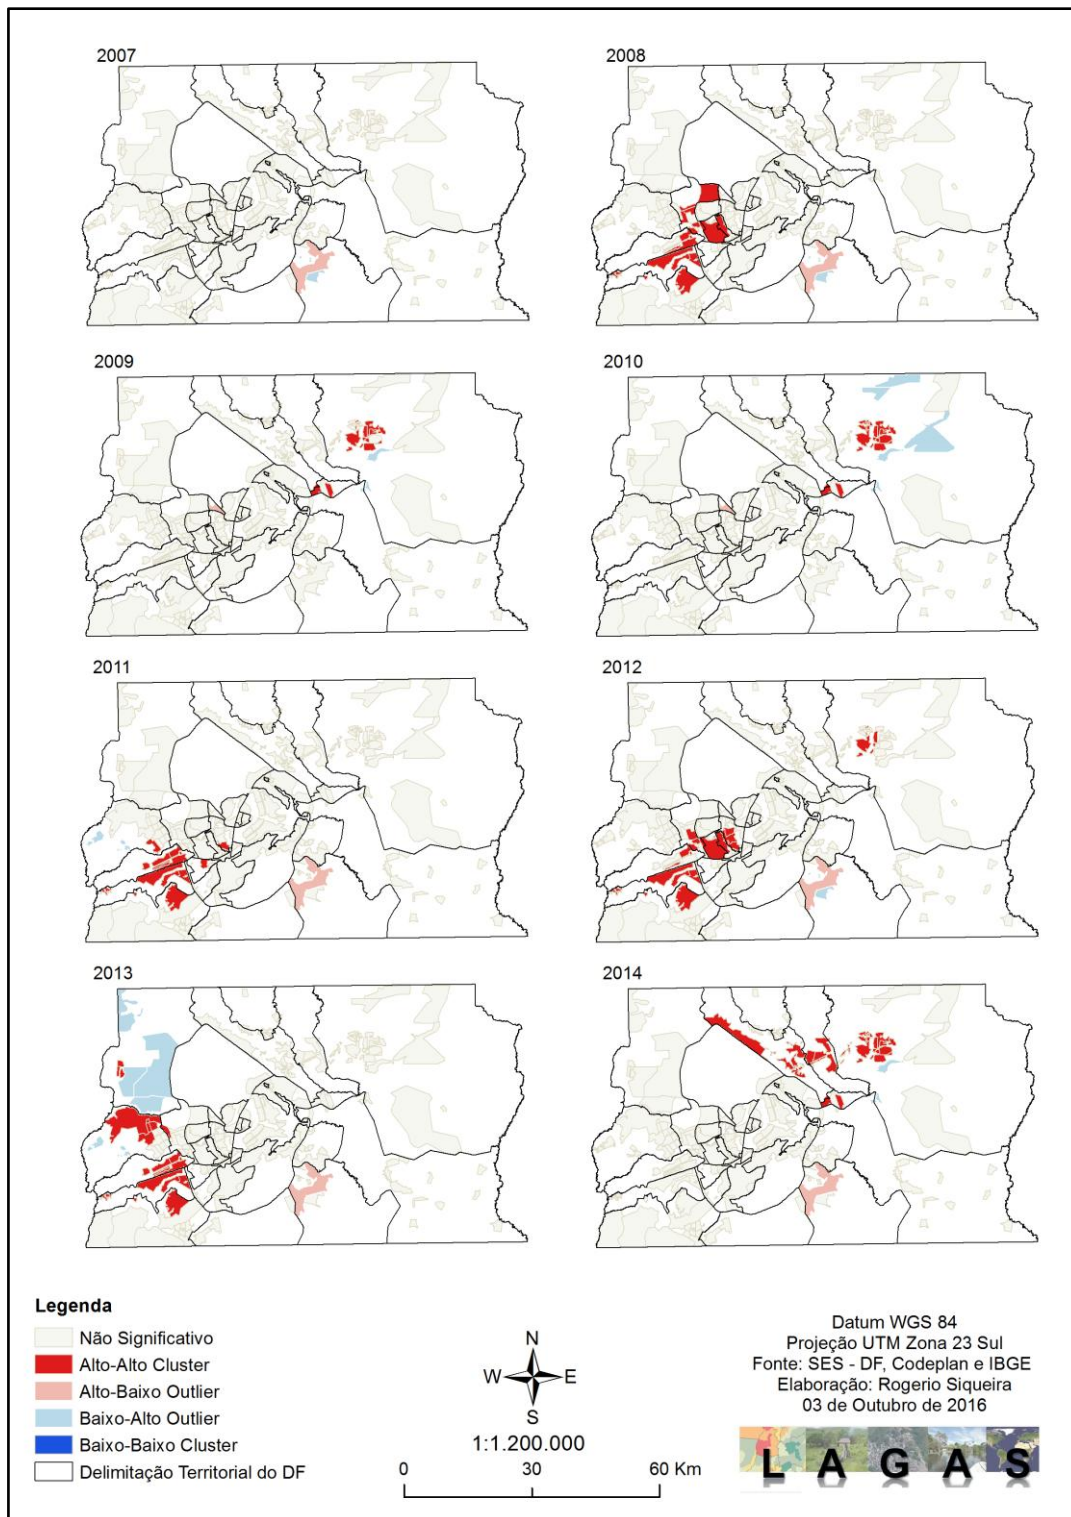 2007
2008
2009
2010
2011
2012
2013
2014
Legenda
Não Significativo
Alto-Alto Cluster
Alto-Baixo Outlier
Baixo-Alto Outlier
Baixo-Baixo Cluster
Delimitação Territorial do DF
N
W E
S
1:1.200.000
0 30 60 Km
Datum WGS 84
Projeção UTM Zona 23 Sul
Fonte: SES - DF, Codeplan e IBGE
Elaboração: Rogerio Siqueira
03 de Outubro de 2016
L A G A S